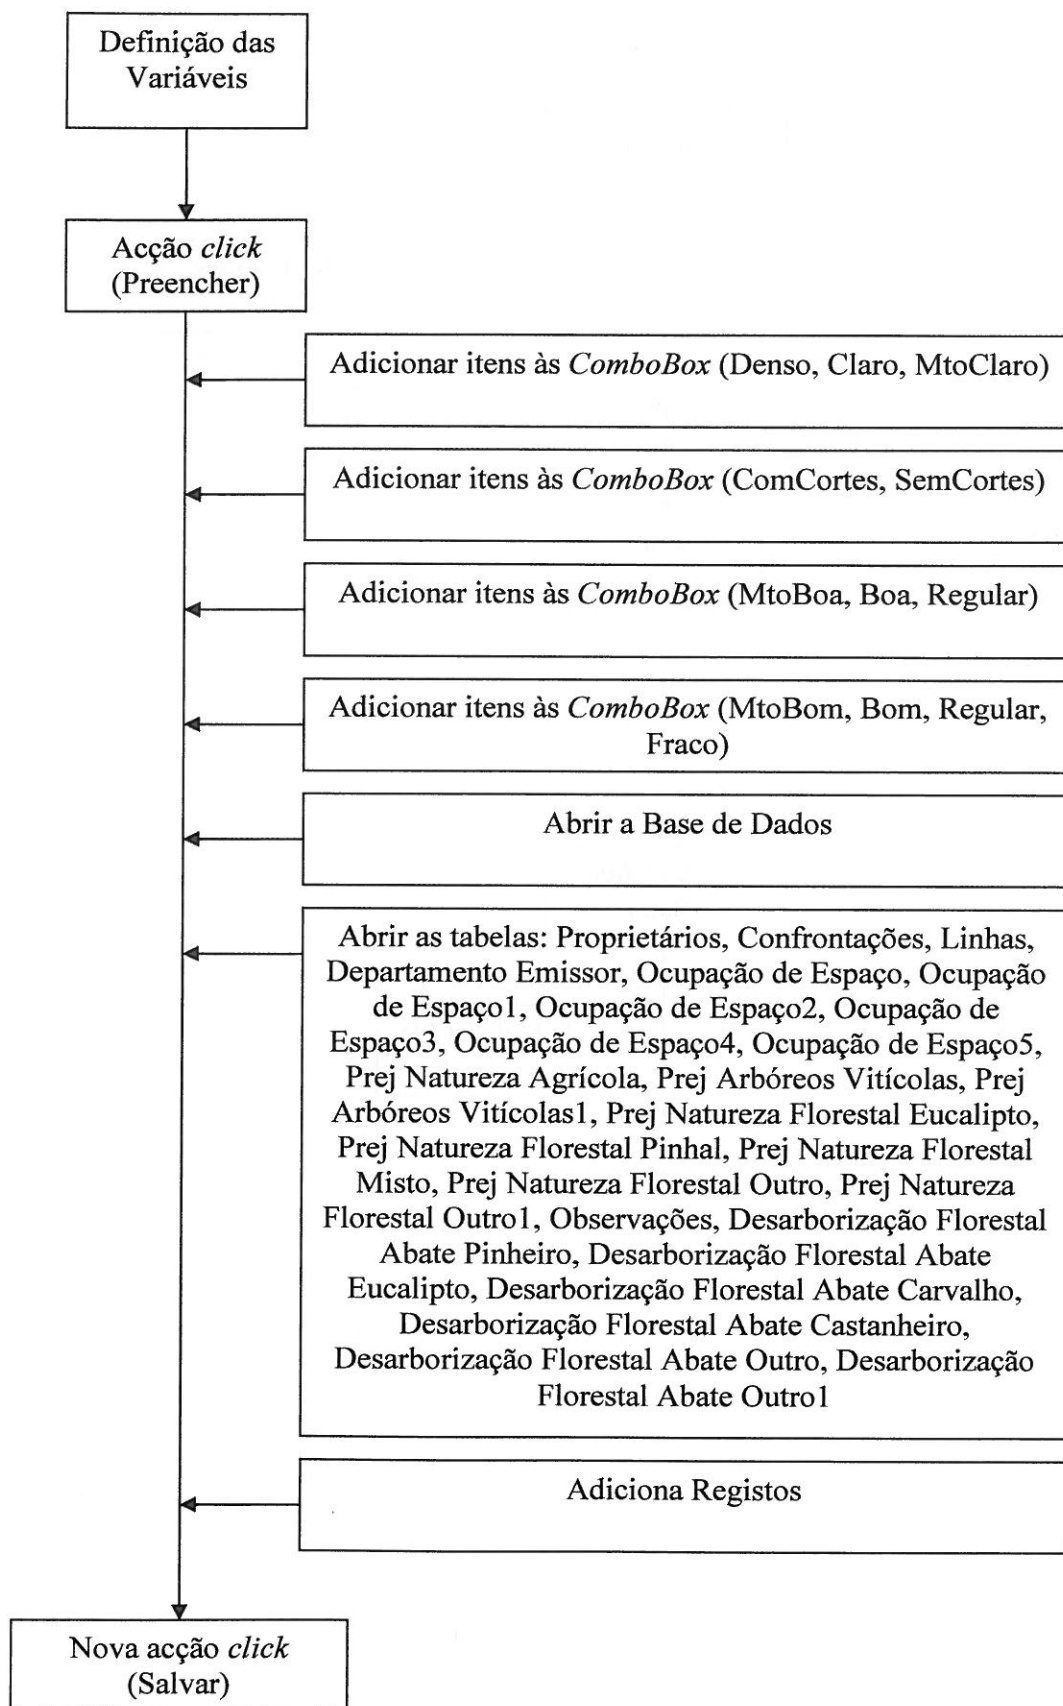 Definição das
Variáveis
Acção click
(Preencher)
Adicionar itens às ComboBox (Denso, Claro, MtoClaro)
Adicionar itens às ComboBox (ComCortes, SemCortes)
Adicionar itens às ComboBox (MtoBoa, Boa, Regular)
Adicionar itens às ComboBox (MtoBom, Bom, Regular,
Fraco)
Abrir a Base de Dados
Abrir as tabelas: Proprietários, Confrontações, Linhas,
Departamento Emissor, Ocupação de Espaço, Ocupação
de Espaço1, Ocupação de Espaço2, Ocupação de
Espaço3, Ocupação de Espaço4, Ocupação de Espaço5,
Prej Natureza Agrícola, Prej Arbóreos Vitícolas, Prej
Arbóreos Vitícolas1, Prej Natureza Florestal Eucalipto,
Prej Natureza Florestal Pinhal, Prej Natureza Florestal
Misto, Prej Natureza Florestal Outro, Prej Natureza
Florestal Outro1, Observações, Desarborização Florestal
Abate Pinheiro, Desarborização Florestal Abate
Eucalipto, Desarborização Florestal Abate Carvalho,
Desarborização Florestal Abate Castanheiro,
Desarborização Florestal Abate Outro, Desarborização
Florestal Abate Outro1
Adiciona Registos
Nova acção click
(Salvar)